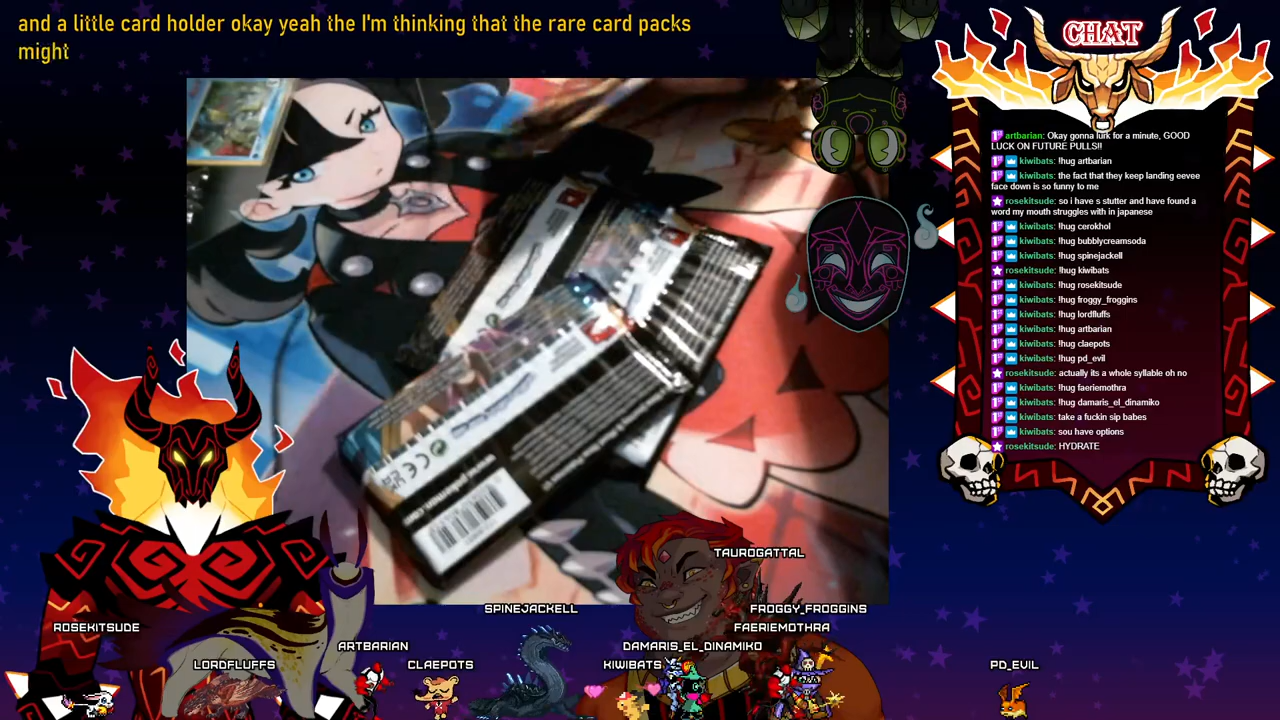 and a little card holder okay yeah the I'm thinking that the rare card packs
might
CHAT
artbarian: Okay gonna lurk for a minute, GOOD
LUCK ON FUTURE PULLS!!
kiwibats: !hug artbarian
kiwibats: the fact that they keep landing eevee
face down is so funny to me
rosekitsude: so i have s stutter and have found a
word my mouth struggles with in japanese
kiwibats: !hug cerokhol
kiwibats: !hug bubblycreamsoda
kiwibats: !hug spinejackell
rosekitsude: !hug kiwibats
kiwibats: !hug rosekitsude
kiwibats: !hug froggy_froggins
kiwibats: !hug lordfluffs
kiwibats: !hug artbarian
kiwibats: !hug claepots
kiwibats: !hug pd_evil
rosekitsude: actually its a whole syllable oh no
kiwibats: !hug faeriemothra
kiwibats: !hug damaris_el_dinamiko
kiwibats: take a fuckin sip babes
kiwibats: sou have options
rosekitsude: HYDRATE
TAUROGATTAL
SPINEJACKELL
FROGGY_FROGGINS
ROSEKITSUDE
FAERIEMOTHRA
ARTBARIAN
DAMARIS_EL_DINAMIKO
LORDFLUFFS
CLAEPOTS
KIWIBATS
PD_EVIL